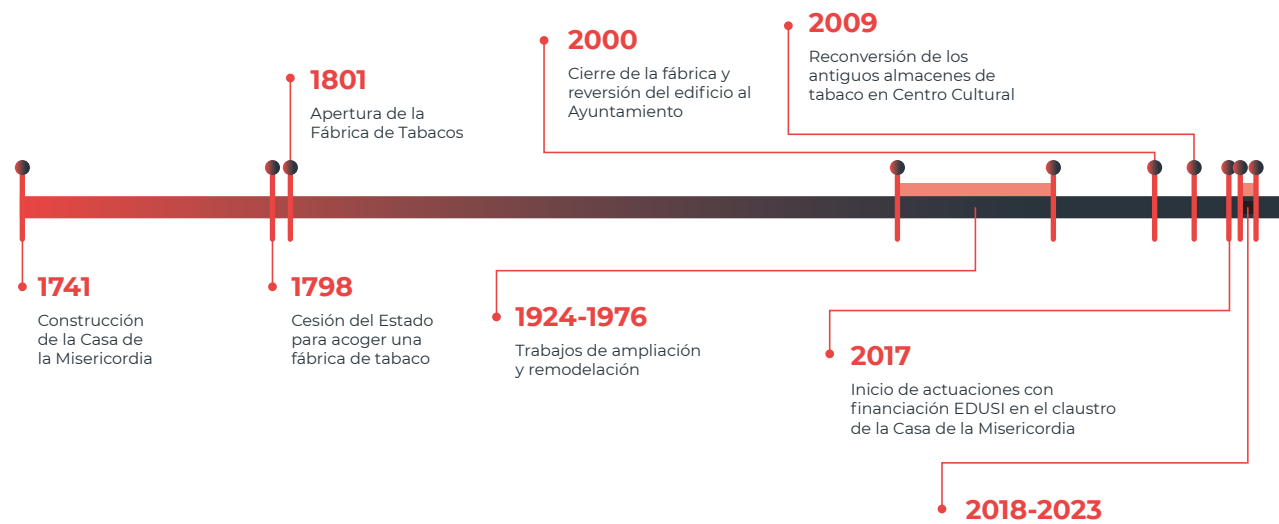 1741
Construcción
de la Casa de
la Misericordia
1798
Cesión del Estado
para acoger una
fábrica de tabaco
1801
Apertura de la
Fábrica de Tabacos
1924-1976
Trabajos de ampliación
y remodelación
2000
Cierre de la fábrica y
reversión del edificio al
Ayuntamiento
2009
Reconversión de los
antiguos almacenes de
tabaco en Centro Cultural
2017
Inicio de actuaciones con
financiación EDUSI en el claustro
de la Casa de la Misericordia
2018-2023